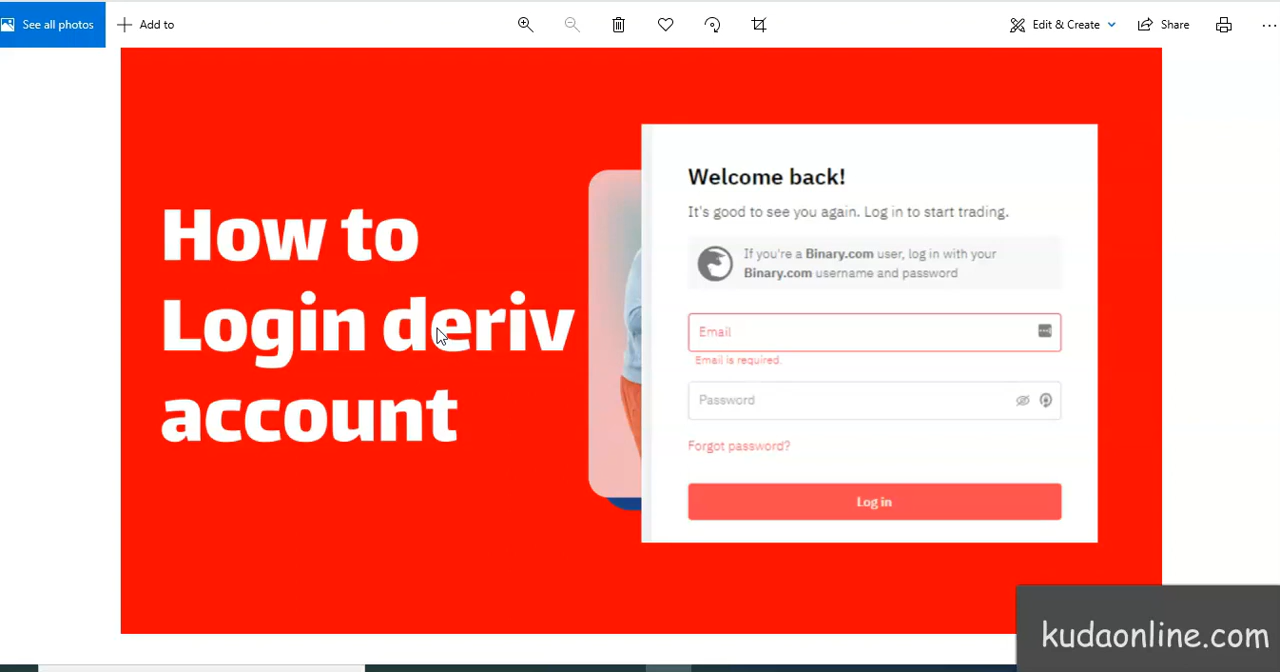 See all photos
Add to
Edit & Create
Share
How to
Login deriv
account
Welcome back!
It's good to see you again. Log in to start trading.
If you're a Binary.com user, log in with your
Binary.com username and password
Email
Email is required.
Password
Forgot password?
Log in
kudaonline.com